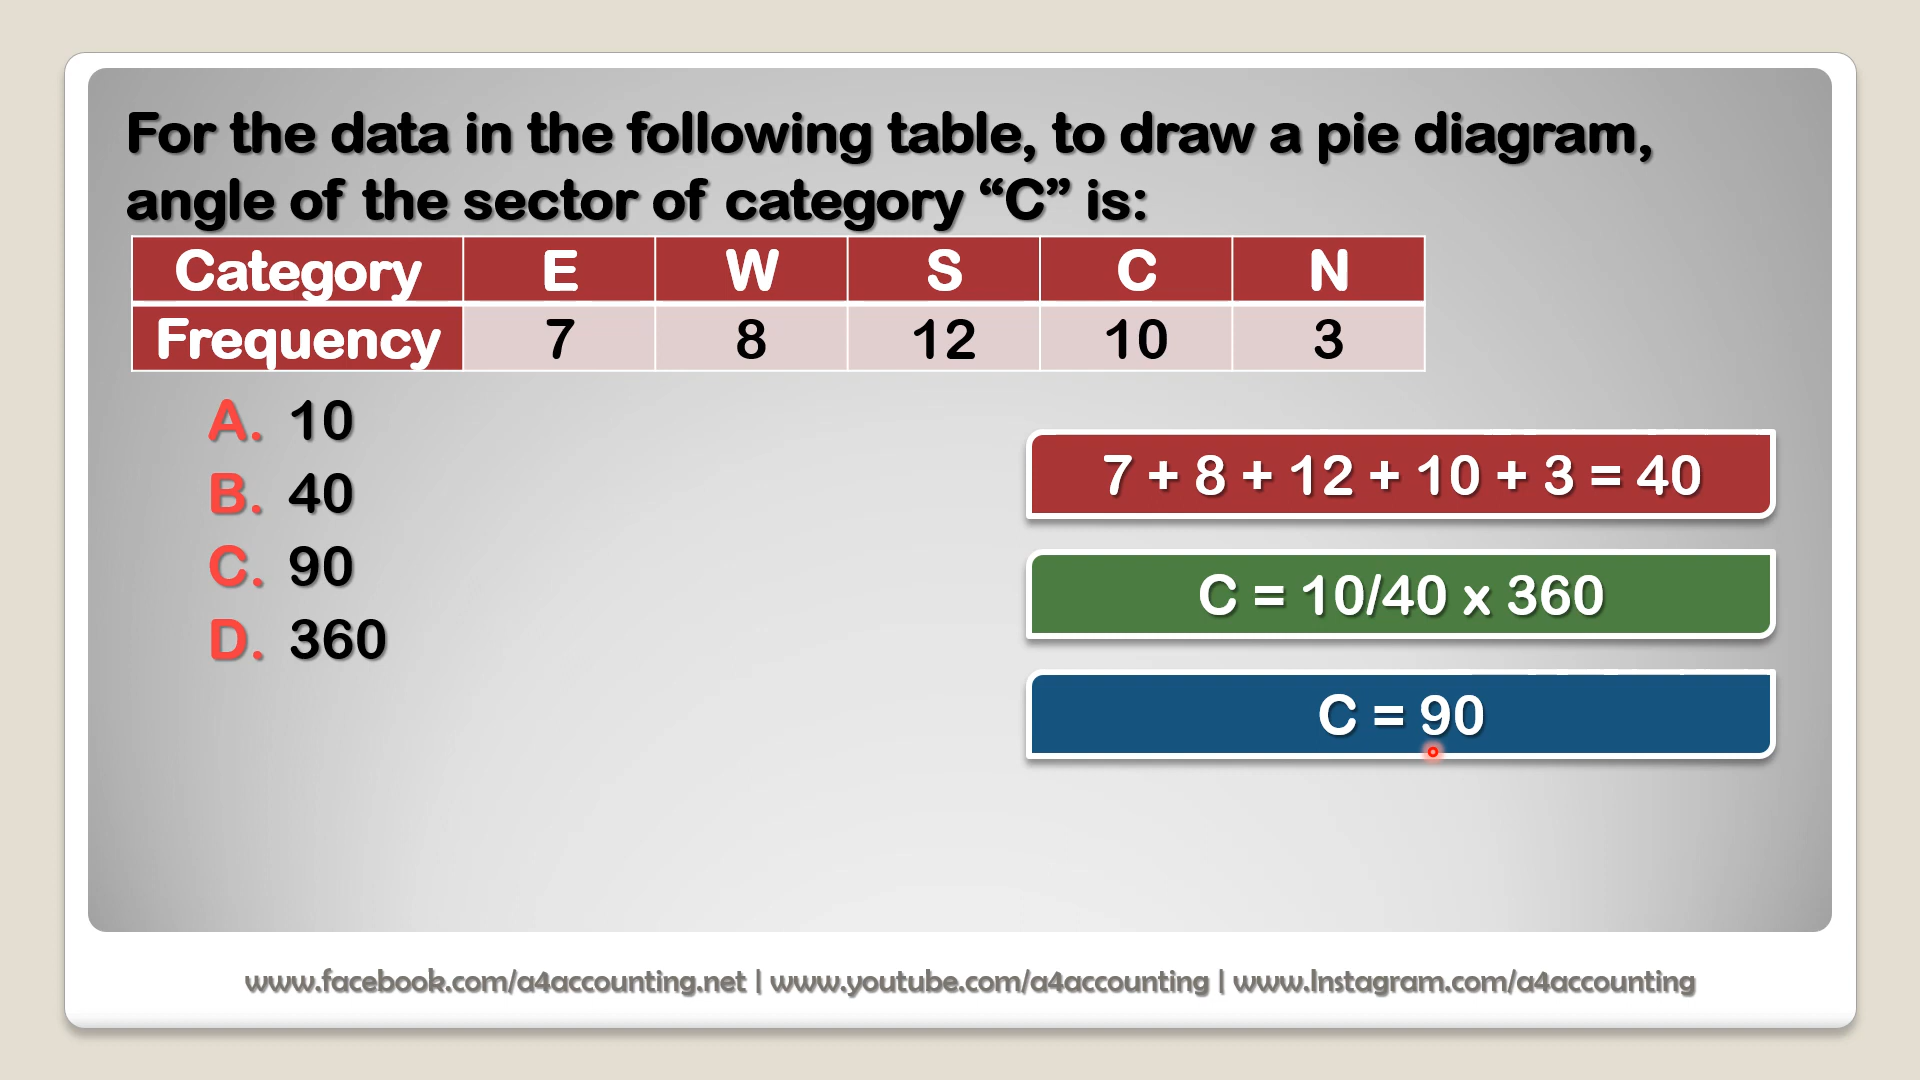 For the data in the following table, to draw a pie diagram,
angle of the sector of category “C” is:
Category E W S C N
Frequency 7 8 12 10 3
A. 10
B. 40
C. 90
D. 360
7 + 8 + 12 + 10 + 3 = 40
C = 10/40 x 360
C = 90
www.facebook.com/a4accounting.net | www.youtube.com/a4accounting | www.Instagram.com/a4accounting